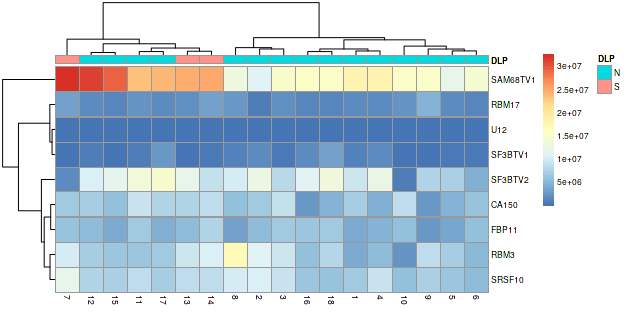 DLP
SAM68TV1
RBM17
U12
SF3BTV1
SF3BTV2
CA150
FBP11
RBM3
SRSF10
7 12 15 11 17 13 14 8 2 3 16 18 1 4 10 9 5 6
3e+07
2.5e+07
2e+07
1.5e+07
1e+07
5e+06
DLP
N
S